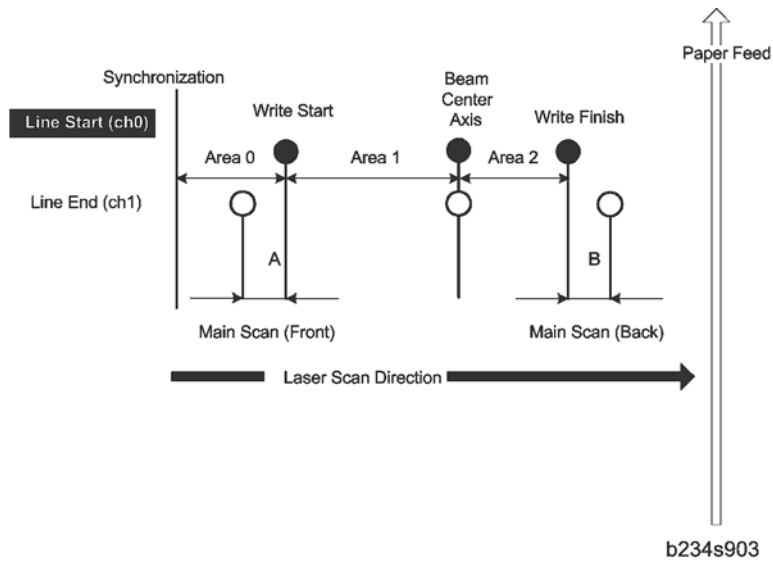 Paper Feed
Synchronization
Beam
Center
Axis
Line Start (ch0)
Write Start
Write Finish
Area 0
Area 1
Area 2
Line End (ch1)
A
B
Main Scan (Front)
Main Scan (Back)
Laser Scan Direction
b234s903